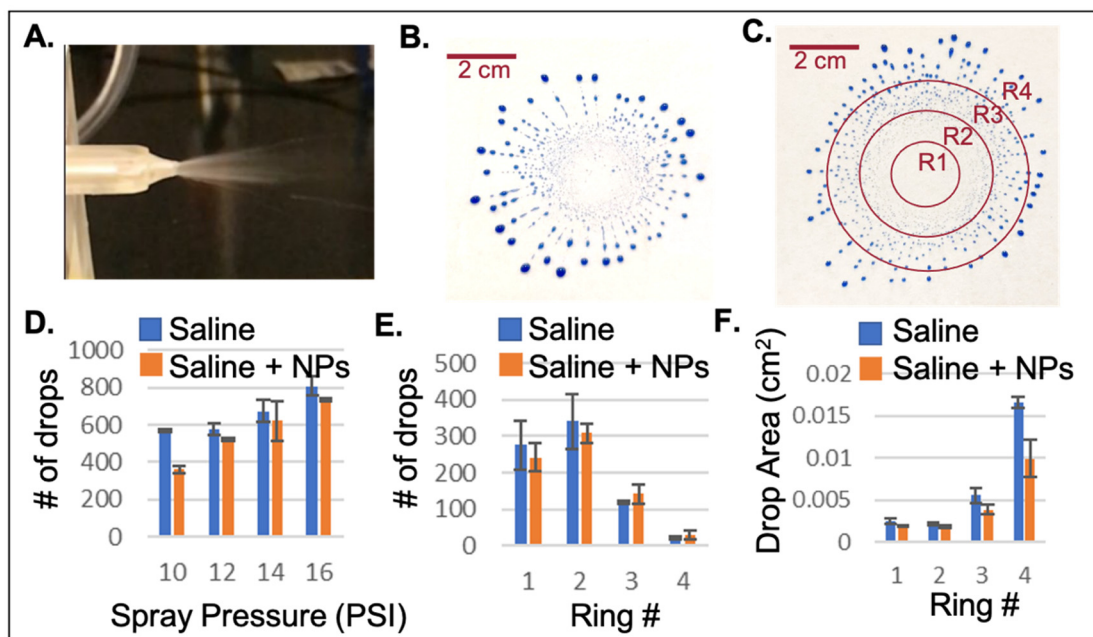 A.
B.
2 cm
C.
2 cm
R4
R3
R2
R1
D.
Saline
Saline + NPs
1000
800
600
400
200
0
# of drops
10 12 14 16
Spray Pressure (PSI)
E.
Saline
Saline + NPs
500
400
300
200
100
0
# of drops
1 2 3 4
Ring #
F.
Saline
Saline + NPs
0.02
0.015
0.01
0.005
0
Drop Area (cm²)
1 2 3 4
Ring #